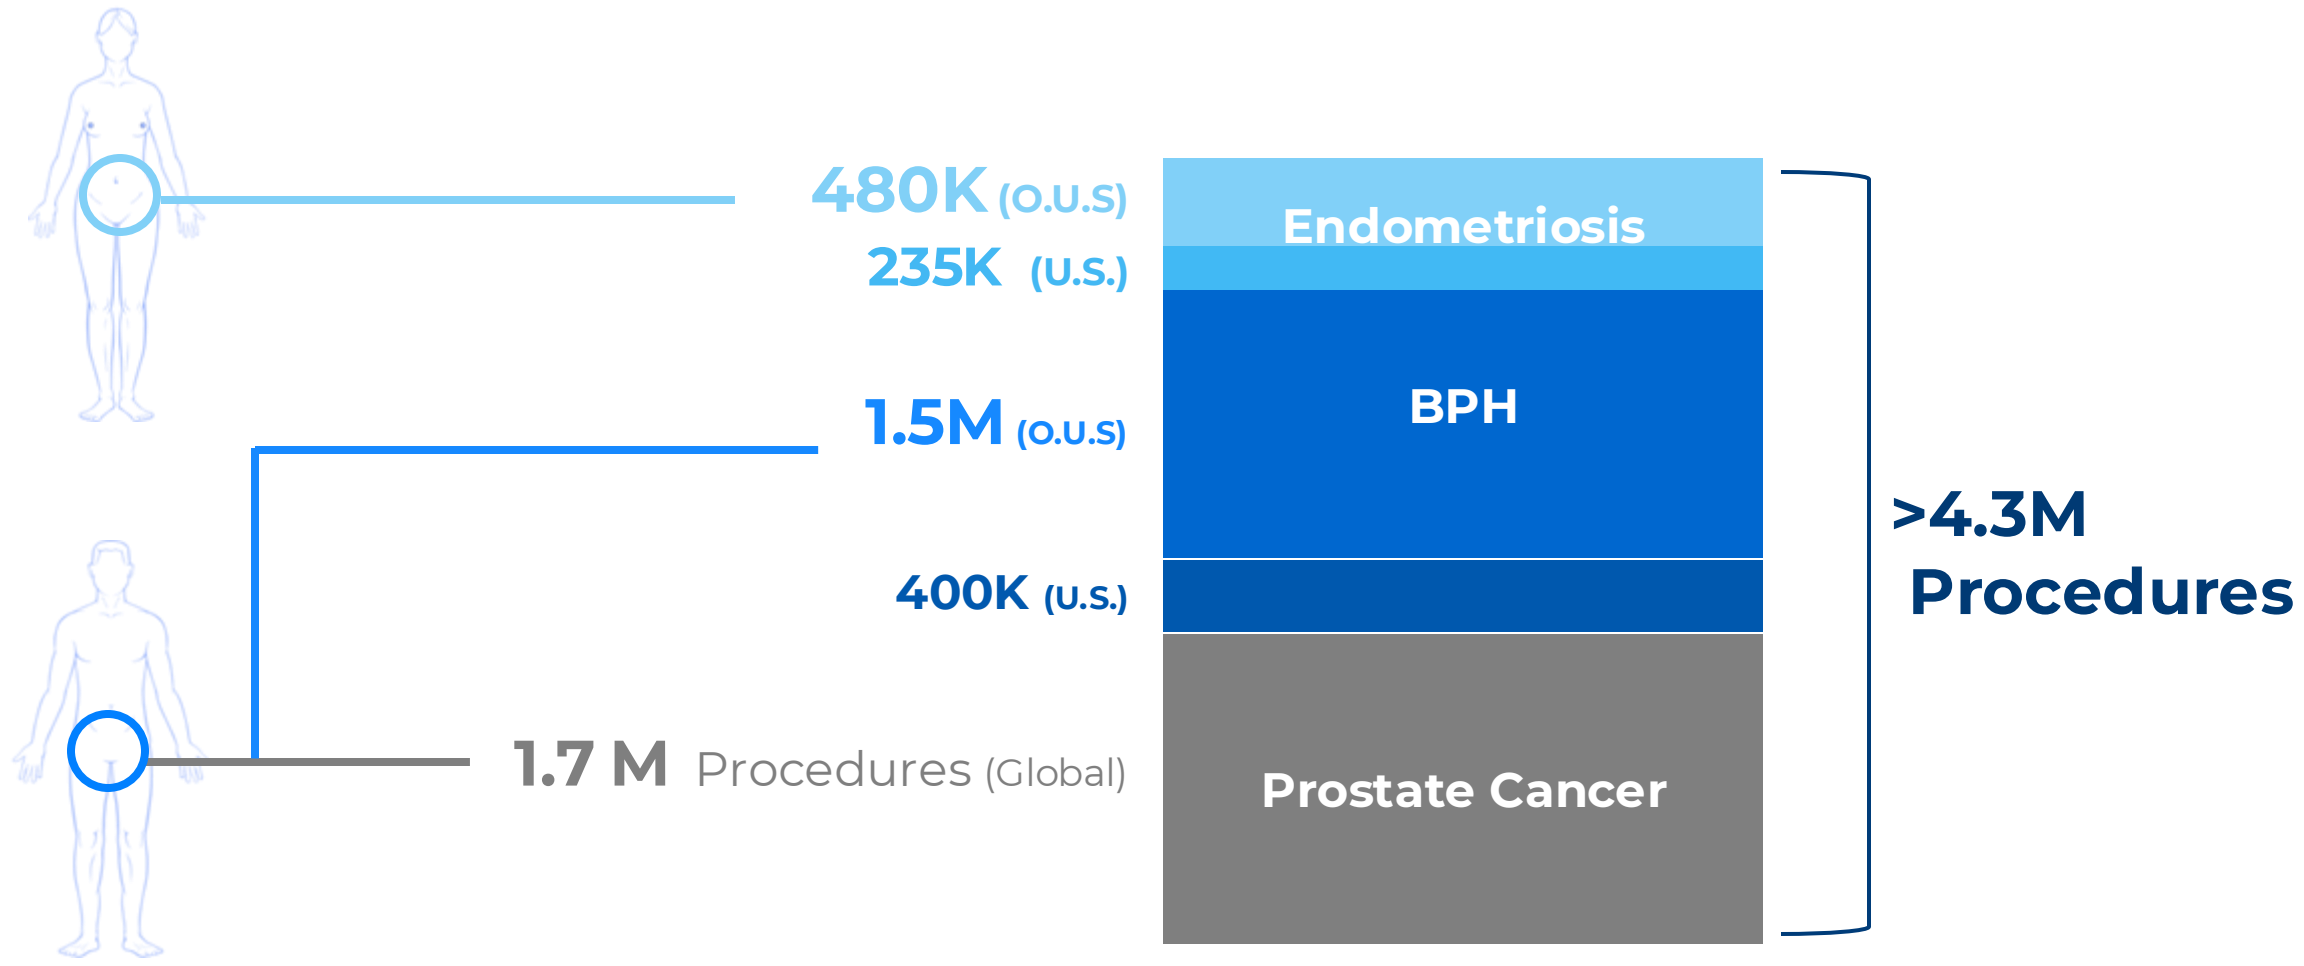 480K (O.U.S)
Endometriosis
235K (U.S.)
BPH
1.5M (O.U.S)
>4.3M
Procedures
400K (U.S.)
1.7 M Procedures (Global)
Prostate Cancer